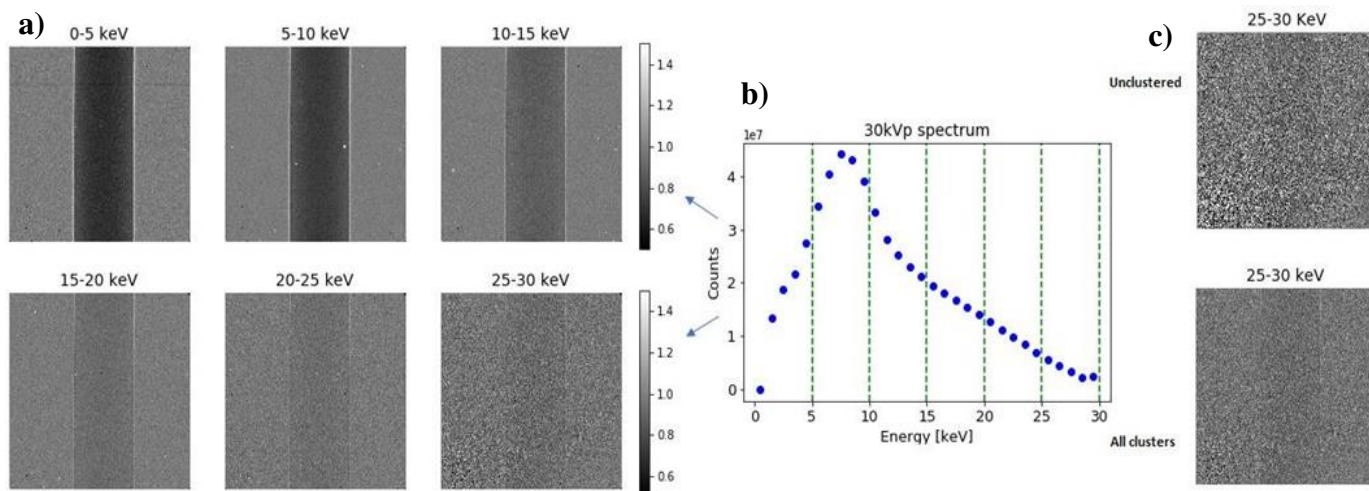 a)
0-5 keV
5-10 keV
10-15 keV
1.4
1.2
1.0
0.8
0.6
15-20 keV
20-25 keV
25-30 keV
1.4
1.2
1.0
0.8
0.6
b)
30kVp spectrum
1e7
4
3
2
1
0
Counts
0 5 10 15 20 25 30
Energy [keV]
c)
25-30 KeV
Unclustered
25-30 keV
All clusters